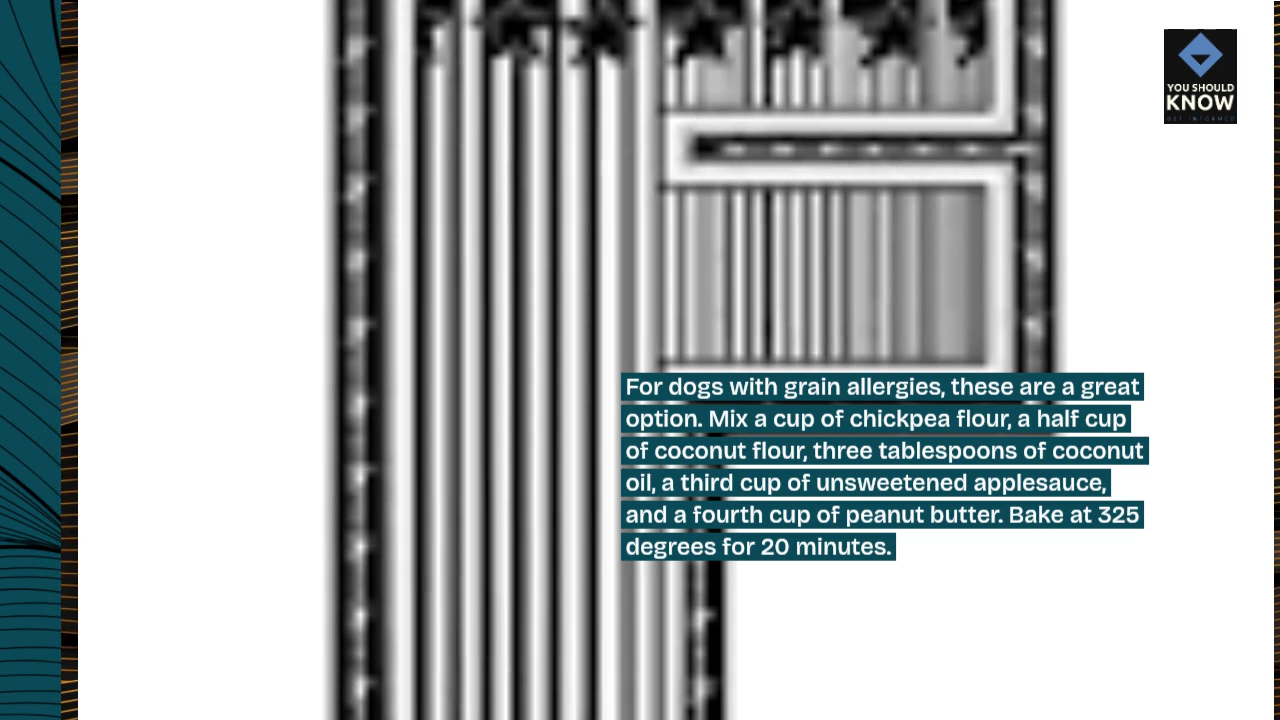 YOU SHOULD
KNOW
GET INFORMED
For dogs with grain allergies, these are a great
option. Mix a cup of chickpea flour, a half cup
of coconut flour, three tablespoons of coconut
oil, a third cup of unsweetened applesauce,
and a fourth cup of peanut butter. Bake at 325
degrees for 20 minutes.